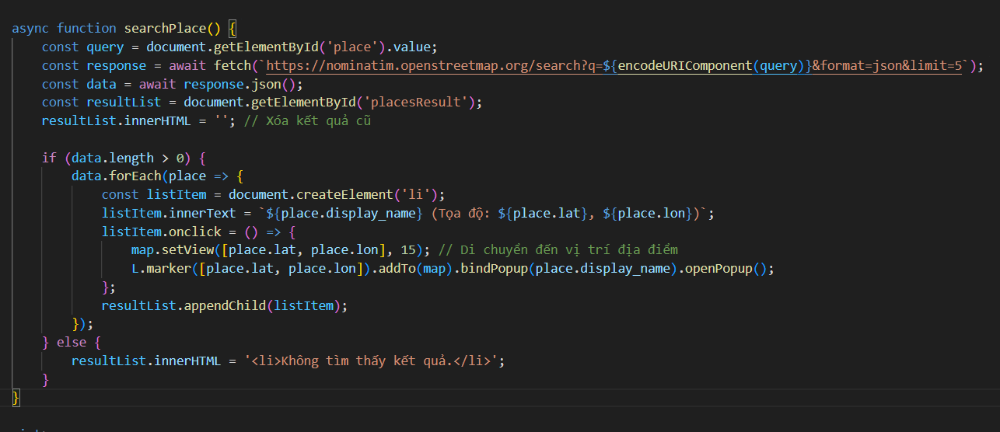 async function searchPlace() {
    const query = document.getElementById('place').value;
    const response = await fetch(`https://nominatim.openstreetmap.org/search?q=${encodeURIComponent(query)}&format=json&limit=5`);
    const data = await response.json();
    const resultList = document.getElementById('placesResult');
    resultList.innerHTML = ''; // Xóa kết quả cũ

    if (data.length > 0) {
        data.forEach(place => {
            const listItem = document.createElement('li');
            listItem.innerText = `${place.display_name} (Tọa độ: ${place.lat}, ${place.lon})`;
            listItem.onclick = () => {
                map.setView([place.lat, place.lon], 15); // Di chuyển đến vị trí địa điểm
                L.marker([place.lat, place.lon]).addTo(map).bindPopup(place.display_name).openPopup();
            };
            resultList.appendChild(listItem);
        });
    } else {
        resultList.innerHTML = '<li>Không tìm thấy kết quả.</li>';
    }
}